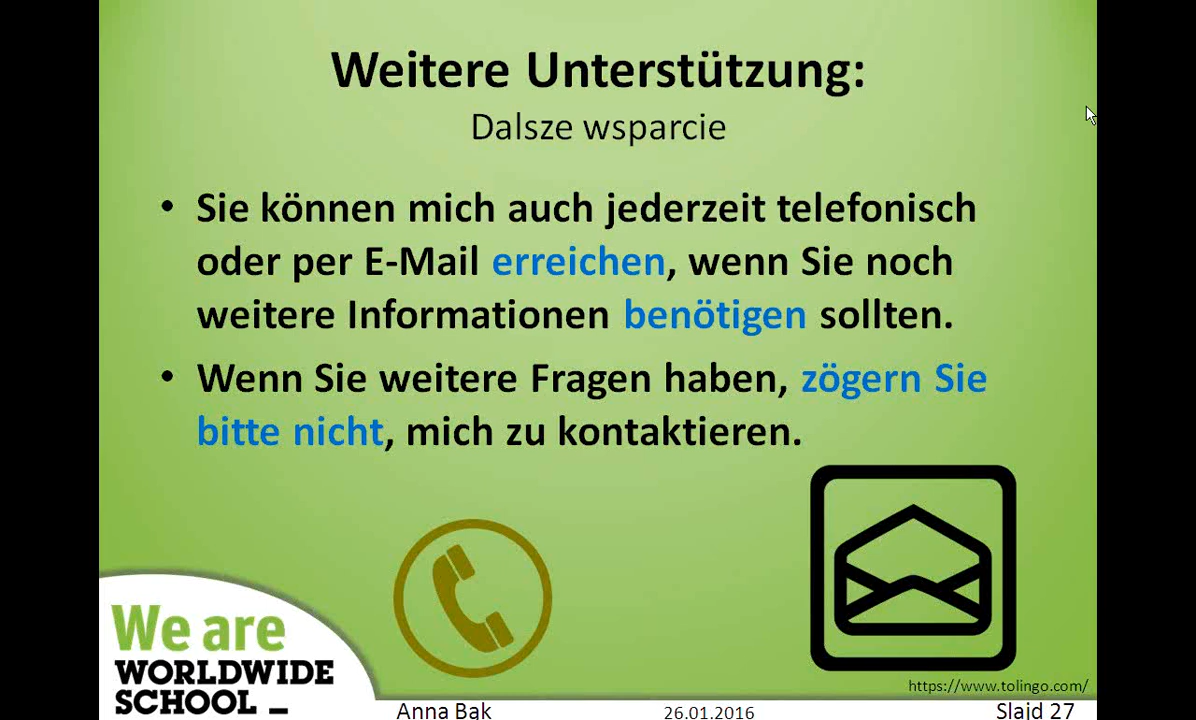 Weitere Unterstützung:
Dalsze wsparcie
• Sie können mich auch jederzeit telefonisch
oder per E-Mail erreichen, wenn Sie noch
weitere Informationen benötigen sollten.
• Wenn Sie weitere Fragen haben, zögern Sie
bitte nicht, mich zu kontaktieren.
https://www.tolingo.com/
We are
WORLDWIDE
SCHOOL _
Anna Bąk
26.01.2016
Slajd 27